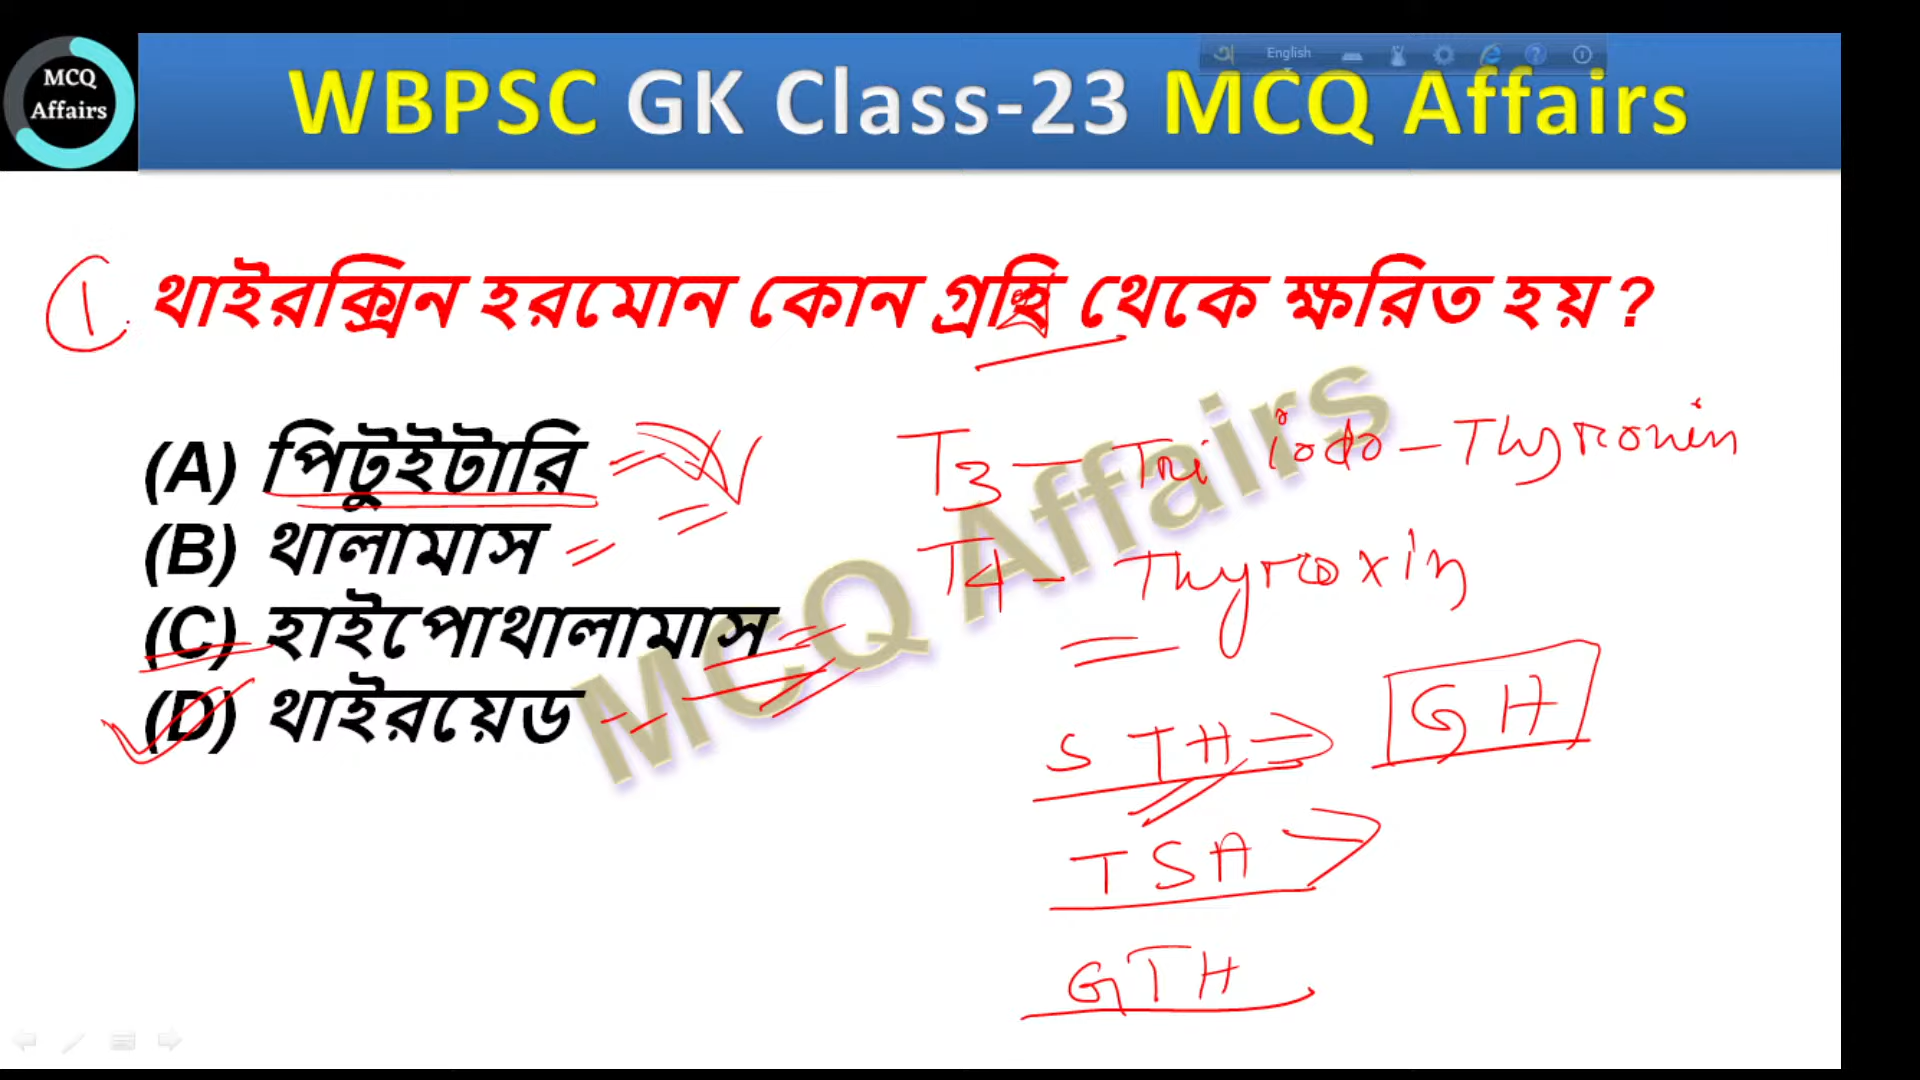 MCQ
Affairs
English
WBPSC GK Class-23 MCQ Affairs
1 থাইরক্সিন হরমোন কোন গ্রন্থি থেকে ক্ষরিত হয় ?
(A) পিটুইটারি
(B) থালামাস
(C) হাইপোথালামাস
(D) থাইরয়েড
T3 - Tri iodo - Thyronin
T4 - Thyroxin
STH
GH
TSH
GTH
MCQ Affairs